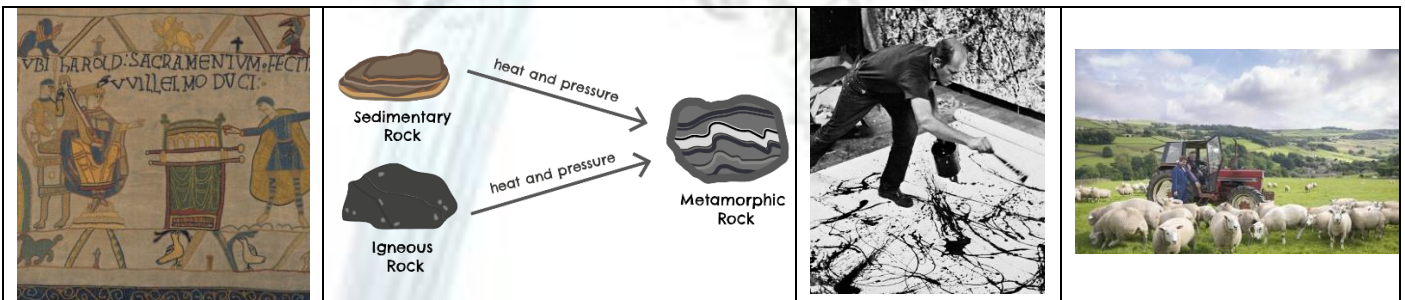 VBI hAROLD:SACRAMENTVM:FECIT
VVILLELMO DVCI:
heat and pressure
Sedimentary
Rock
heat and pressure
Metamorphic
Rock
Igneous
Rock